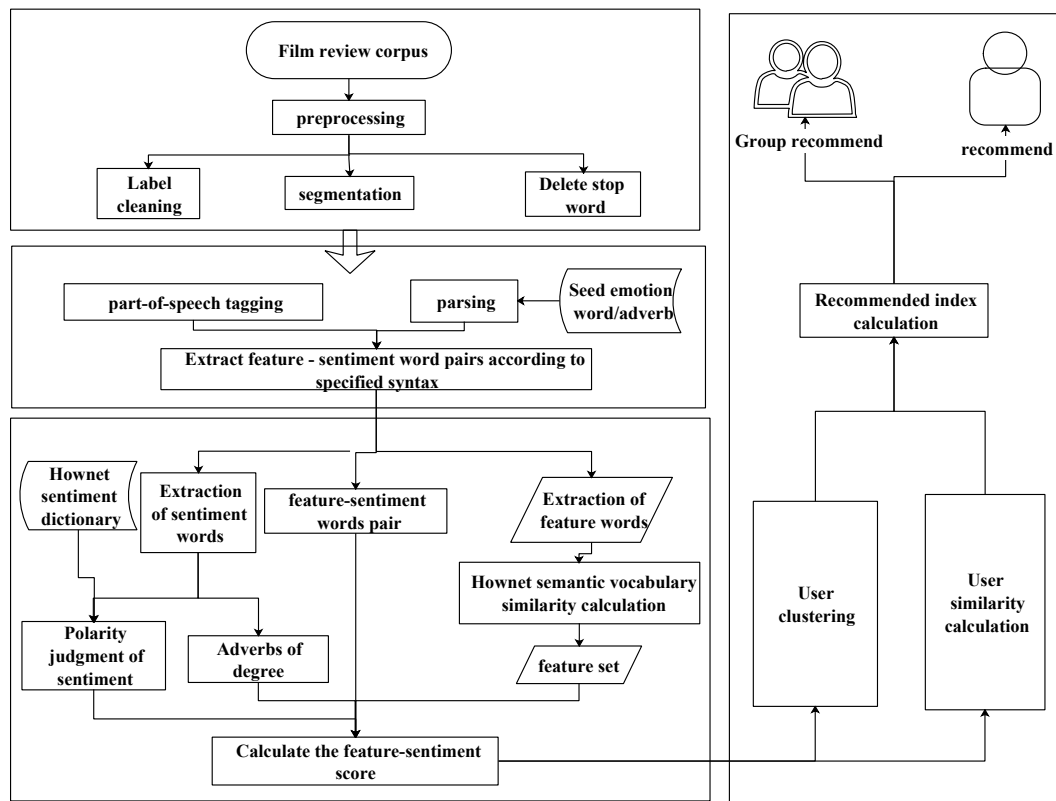 Film review corpus
preprocessing
Label
cleaning
segmentation
Delete stop
word
part-of-speech tagging
parsing
Seed emotion
word/adverb
Extract feature - sentiment word pairs according to
specified syntax
Hownet
sentiment
dictionary
Extraction
of sentiment
words
feature-sentiment
words pair
Extraction of
feature words
Hownet semantic vocabulary
similarity calculation
Polarity
judgment of
sentiment
Adverbs of
degree
feature set
Calculate the feature-sentiment
score
Group recommend
recommend
Recommended index
calculation
User
clustering
User
similarity
calculation